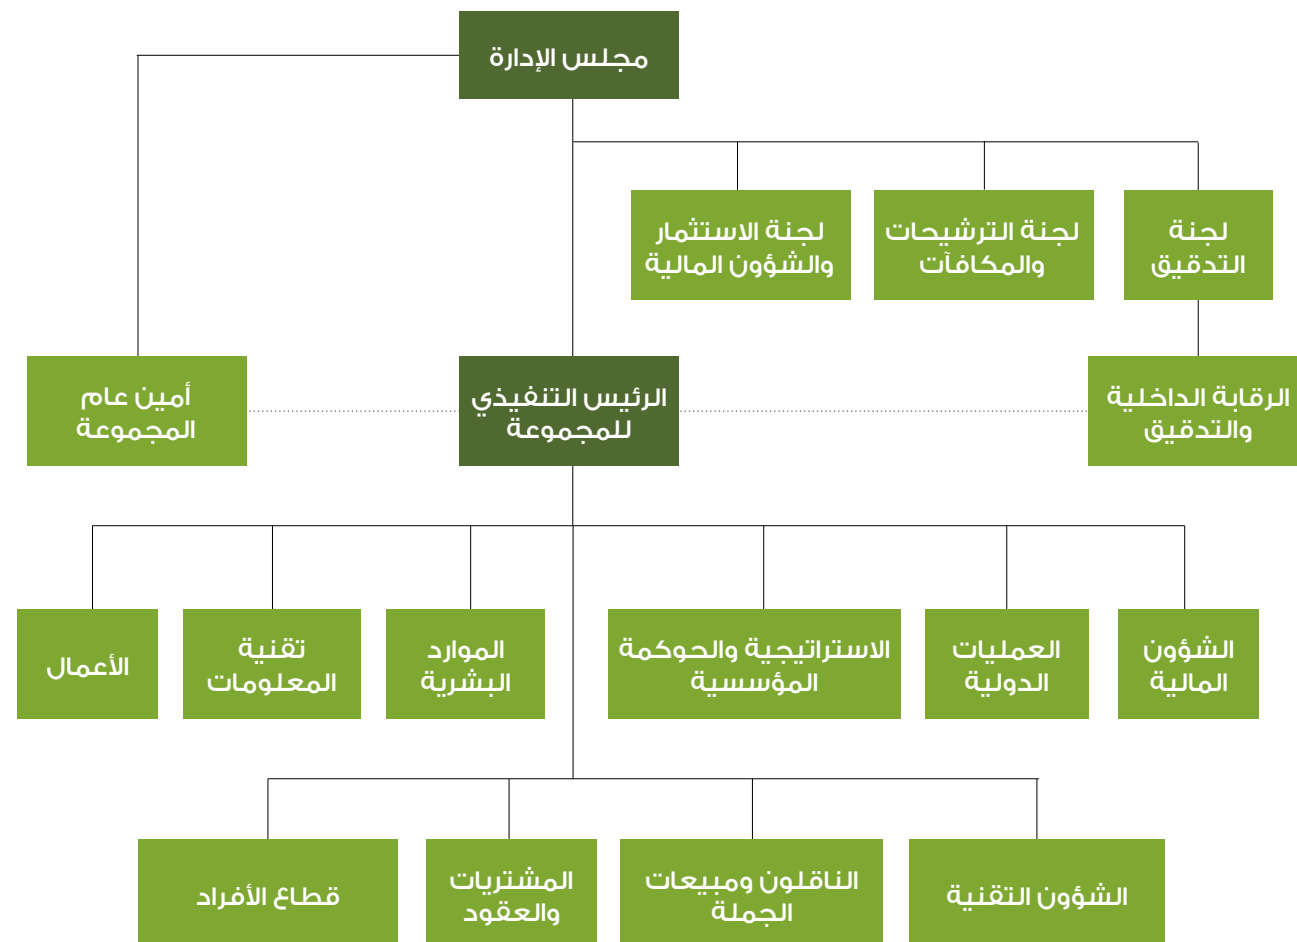 مجلس الإدارة
لجنة
التدقيق
لجنة الترشيحات
والمكافآت
لجنة الاستثمار
والشؤون المالية
الرقابة الداخلية
والتدقيق
الرئيس التنفيذي
للمجموعة
أمين عام
المجموعة
الشؤون
المالية
العمليات
الدولية
الاستراتيجية والحوكمة
المؤسسية
الموارد
البشرية
تقنية
المعلومات
الأعمال
الشؤون التقنية
الناقلون ومبيعات
الجملة
المشتريات
والعقود
قطاع الأفراد